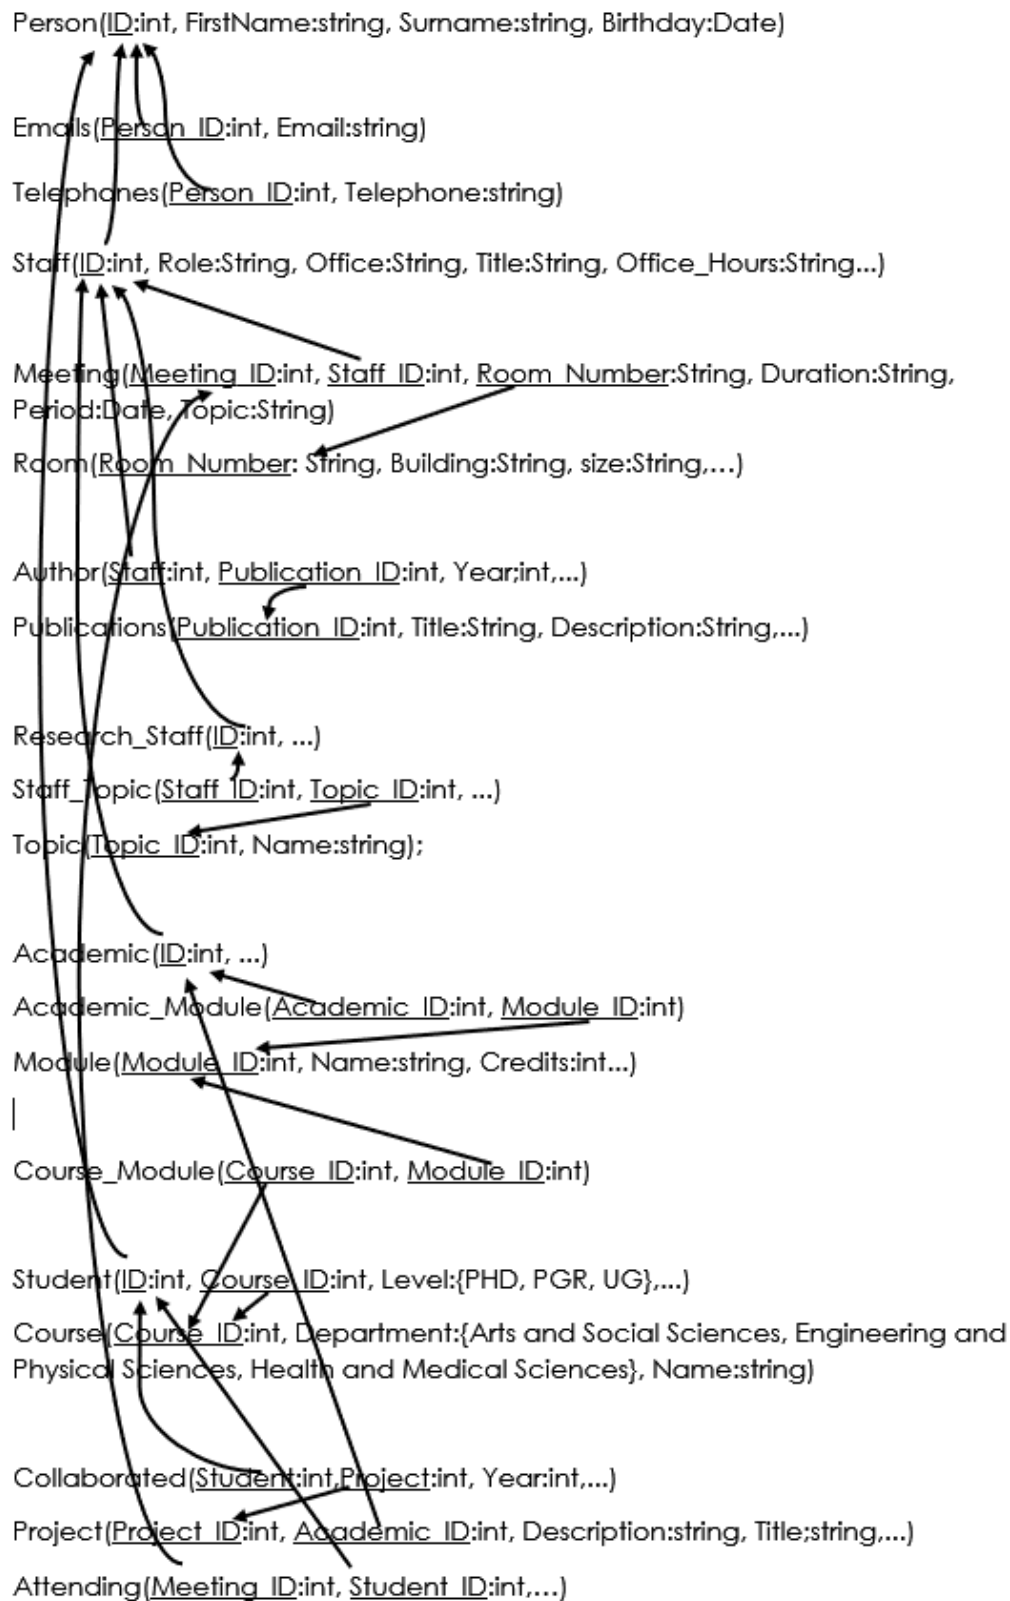 Person(ID:int, FirstName:string, Surname:string, Birthday:Date)
Emails(Person_ID:int, Email:string)
Telephones(Person_ID:int, Telephone:string)
Staff(ID:int, Role:String, Office:String, Title:String, Office_Hours:String...)
Meeting(Meeting_ID:int, Staff_ID:int, Room_Number:String, Duration:String,
Period:Date, Topic:String)
Room(Room_Number: String, Building:String, size:String,...)
Author(Staff:int, Publication_ID:int, Year;int,...)
Publications(Publication_ID:int, Title:String, Description:String,...)
Research_Staff(ID:int, ...)
Staff_Topic(Staff_ID:int, Topic_ID:int, ...)
Topic(Topic_ID:int, Name:string);
Academic(ID:int, ...)
Academic_Module(Academic_ID:int, Module_ID:int)
Module(Module_ID:int, Name:string, Credits:int...)
Course_Module(Course_ID:int, Module_ID:int)
Student(ID:int, Course_ID:int, Level:{PHD, PGR, UG},...)
Course(Course_ID:int, Department:{Arts and Social Sciences, Engineering and
Physical Sciences, Health and Medical Sciences}, Name:string)
Collaborated(Student:int,Project:int, Year:int,...)
Project(Project_ID:int, Academic_ID:int, Description:string, Title;string,...)
Attending(Meeting_ID:int, Student_ID:int,...)